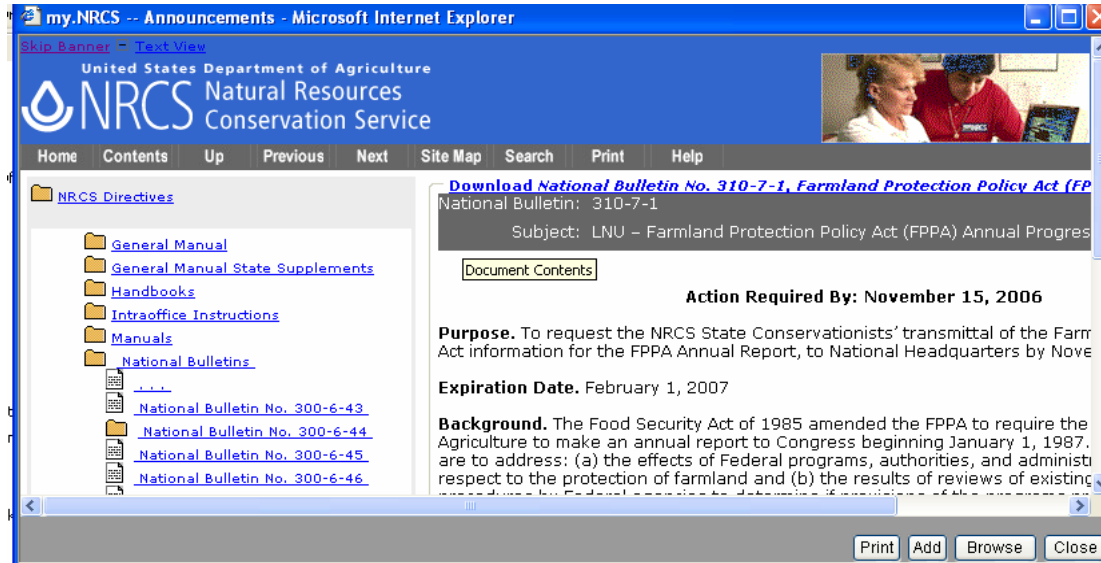 my.NRCS -- Announcements - Microsoft Internet Explorer
Skip Banner - Text View
United States Department of Agriculture
NRCS Natural Resources
Conservation Service
Home Contents Up Previous Next Site Map Search Print Help
NRCS Directives
General Manual
General Manual State Supplements
Handbooks
Intraoffice Instructions
Manuals
National Bulletins
. . .
National Bulletin No. 300-6-43
National Bulletin No. 300-6-44
National Bulletin No. 300-6-45
National Bulletin No. 300-6-46
Download National Bulletin No. 310-7-1, Farmland Protection Policy Act (FP
National Bulletin: 310-7-1
Subject: LNU – Farmland Protection Policy Act (FPPA) Annual Progres
Document Contents
Action Required By: November 15, 2006
Purpose. To request the NRCS State Conservationists' transmittal of the Farm
Act information for the FPPA Annual Report, to National Headquarters by Nove
Expiration Date. February 1, 2007
Background. The Food Security Act of 1985 amended the FPPA to require the
Agriculture to make an annual report to Congress beginning January 1, 1987.
are to address: (a) the effects of Federal programs, authorities, and administr
respect to the protection of farmland and (b) the results of reviews of existing
Print Add Browse Close